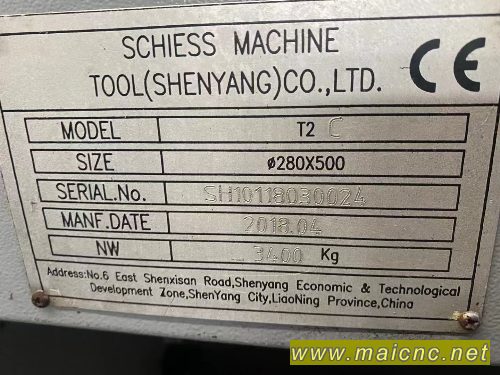 SCHIESS MACHINE
TOOL(SHENYANG)CO.,LTD.
CE
MODEL T2 C
SIZE ø280X500
SERIAL.No. SH10118030024
MANF.DATE 2018.04
NW 3400 Kg
Address:No.6 East Shenxisan Road,Shenyang Economic & Technological
Development Zone,ShenYang City,LiaoNing Province,China
www.maicnc.net